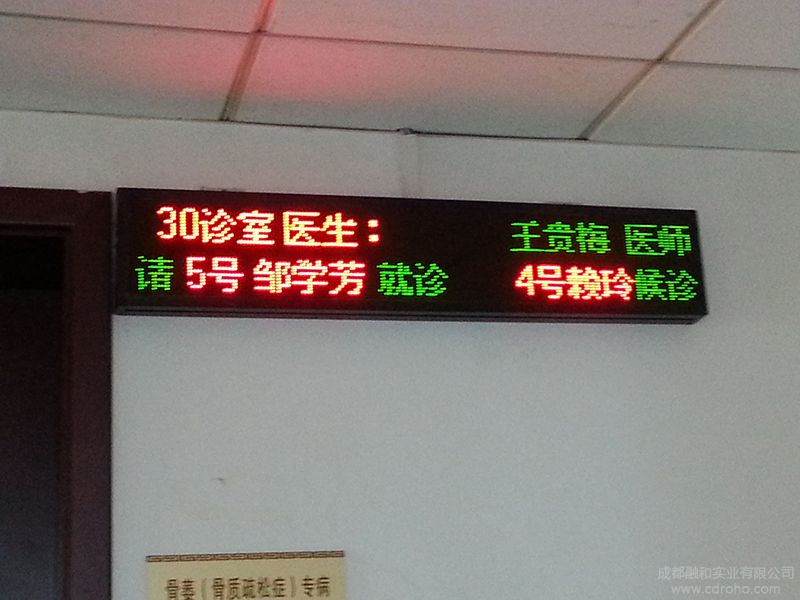 30诊室 医生： 王贵梅 医师
请 5号 邹学芳 就诊 4号赖玲候诊
骨萎（骨质疏松症）专病
成都融和实业有限公司
www.cdroho.com